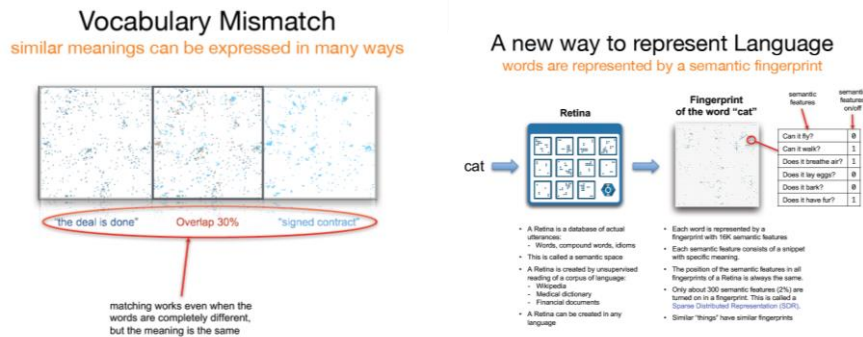 Vocabulary Mismatch
similar meanings can be expressed in many ways
"the deal is done"
Overlap 30%
"signed contract"
matching works even when the
words are completely different,
but the meaning is the same
A new way to represent Language
words are represented by a semantic fingerprint
cat
Retina
Fingerprint
of the word "cat"
semantic
features
semantic
features
on/off
Can it fly? 0
Can it walk? 1
Does it breathe air? 1
Does it lay eggs? 0
Does it bark? 0
Does it have fur? 1
• A Retina is a database of actual
utterances:
- Words, compound words, idioms
• This is called a semantic space
• A Retina is created by unsupervised
reading of a corpus of language:
- Wikipedia
- Medical dictionary
- Financial documents
• A Retina can be created in any
language
• Each word is represented by a
fingerprint with 16K semantic features
• Each semantic feature consists of a snippet
with specific meaning.
• The position of the semantic features in all
fingerprints of a Retina is always the same.
• Only about 300 semantic features (2%) are
turned on in a fingerprint. This is called a
Sparse Distributed Representation (SDR).
• Similar "things" have similar fingerprints